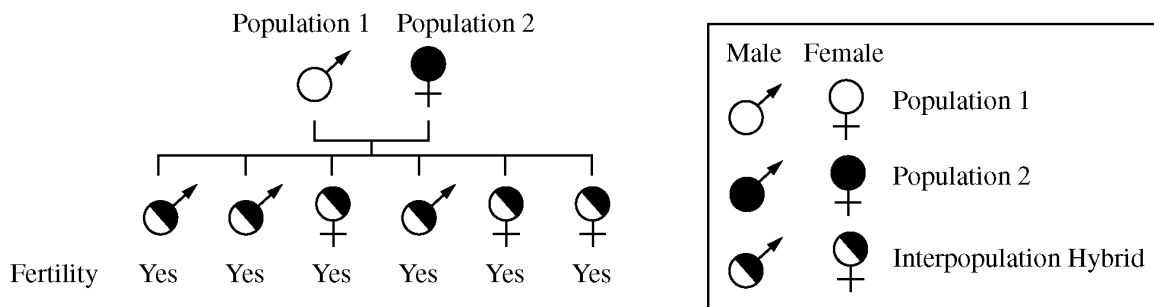 Population 1 Population 2
Fertility Yes Yes Yes Yes Yes Yes
Male Female
Population 1
Population 2
Interpopulation Hybrid